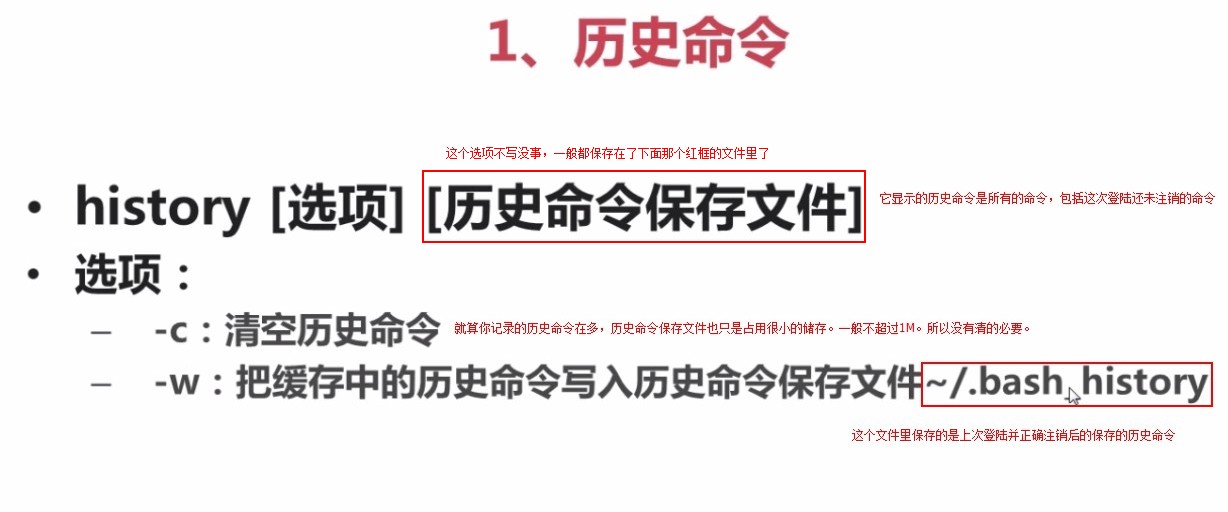 1、历史命令
这个选项不写没事，一般都保存在了下面那个红框的文件里了
• history [选项] [历史命令保存文件]
它显示的历史命令是所有的命令，包括这次登陆还未注销的命令
• 选项：
– -c：清空历史命令
就算你记录的历史命令在多，历史命令保存文件也只是占用很小的储存。一般不超过1M。所以没有清的必要。
– -w：把缓存中的历史命令写入历史命令保存文件~/.bash_history
这个文件里保存的是上次登陆并正确注销后的保存的历史命令